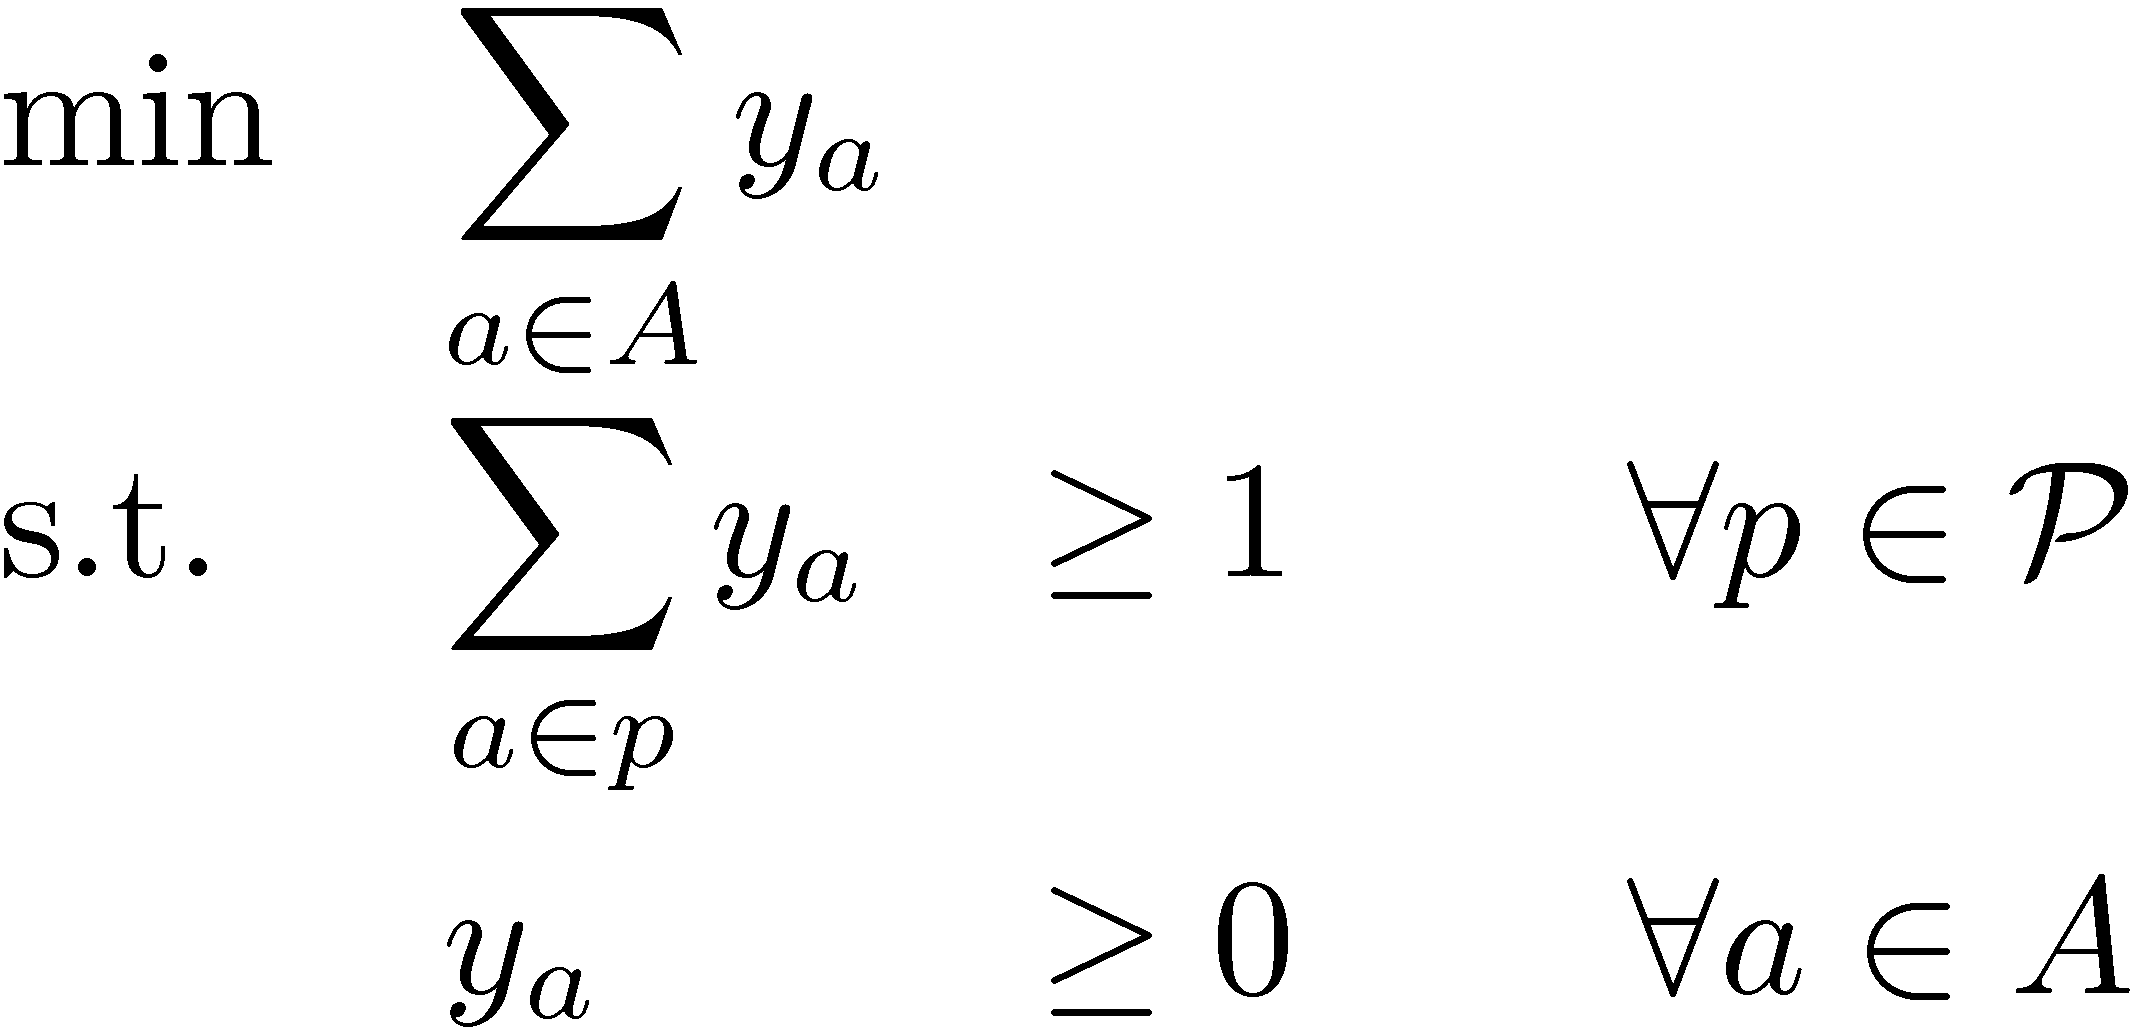 min ∑_{a∈A} y_a
s.t. ∑_{a∈p} y_a ≥ 1 ∀p ∈ 𝒫
y_a ≥ 0 ∀a ∈ A